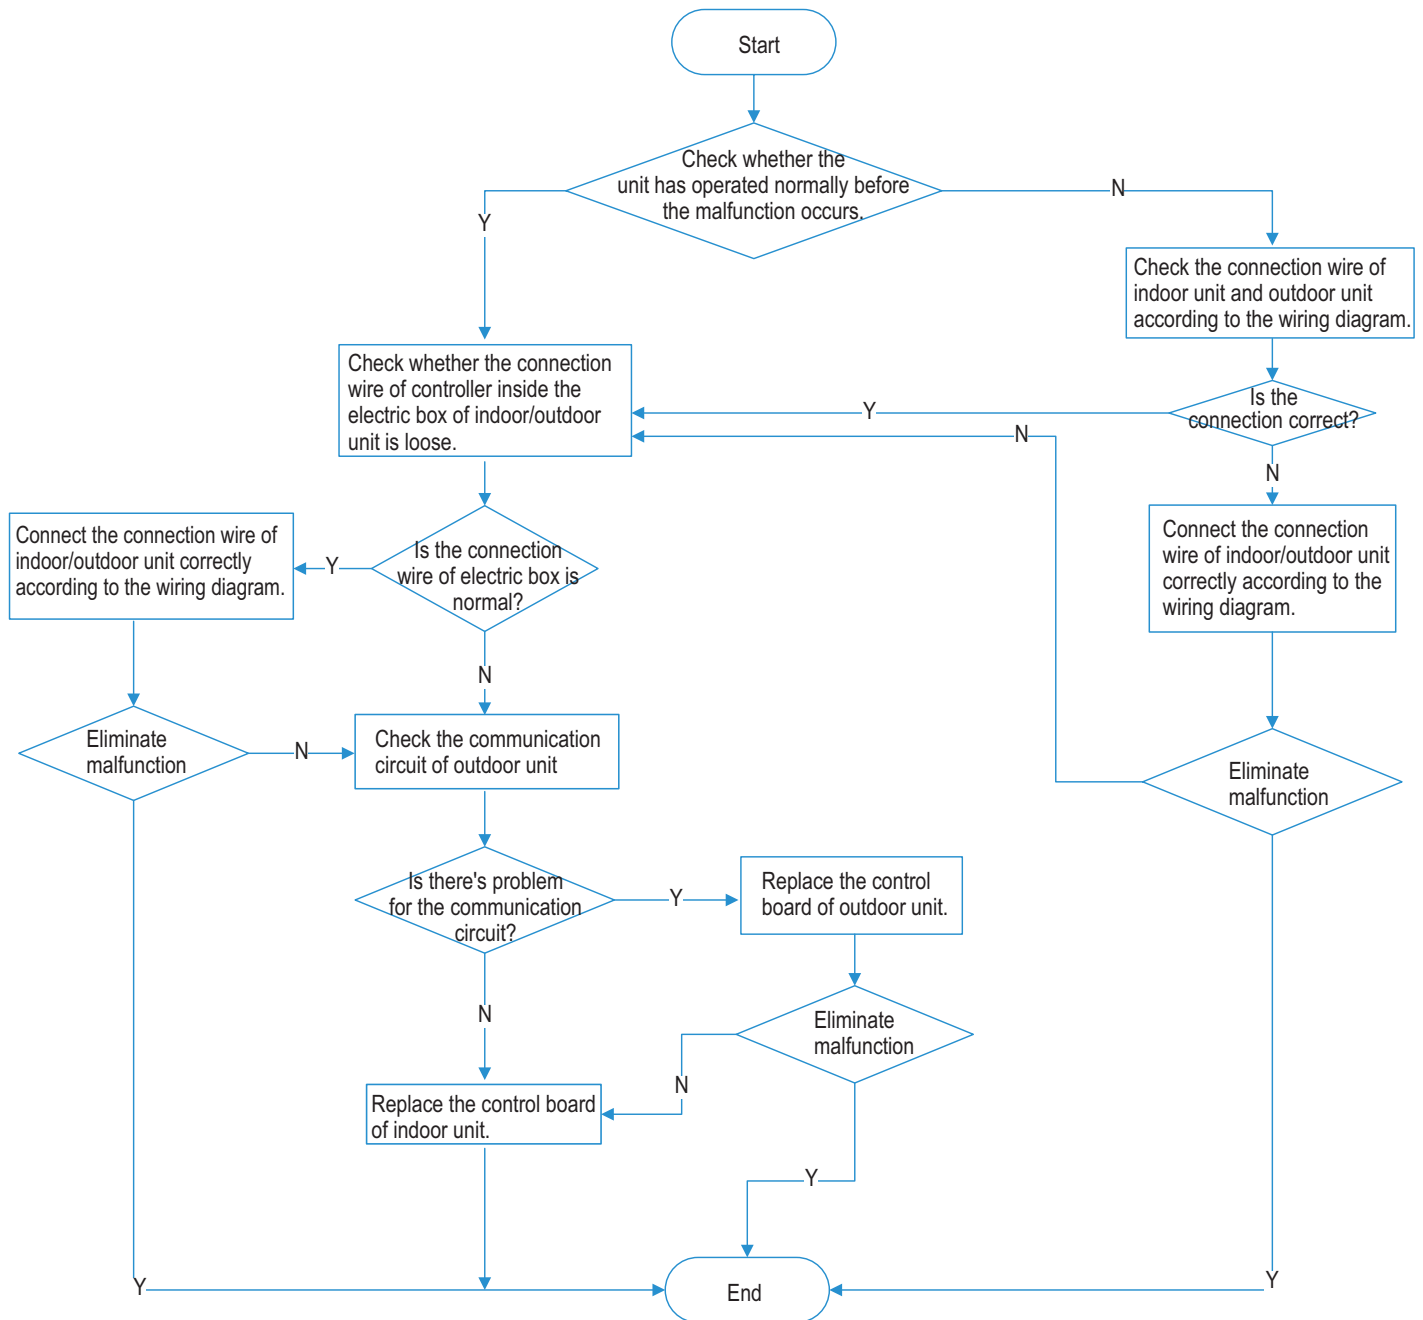 Start
Check whether the
unit has operated normally before
the malfunction occurs.
N
Y
Check the connection wire of
indoor unit and outdoor unit
according to the wiring diagram.
Check whether the connection
wire of controller inside the
electric box of indoor/outdoor
unit is loose.
Y
Is the
connection correct?
N
N
Connect the connection wire of
indoor/outdoor unit correctly
according to the wiring diagram.
Y
Is the connection
wire of electric box is
normal?
Connect the connection
wire of indoor/outdoor unit
correctly according to the
wiring diagram.
N
Eliminate
malfunction
N
Check the communication
circuit of outdoor unit
Eliminate
malfunction
Is there's problem
for the communication
circuit?
Y
Replace the control
board of outdoor unit.
N
Eliminate
malfunction
N
Replace the control board
of indoor unit.
Y
Y
End
Y